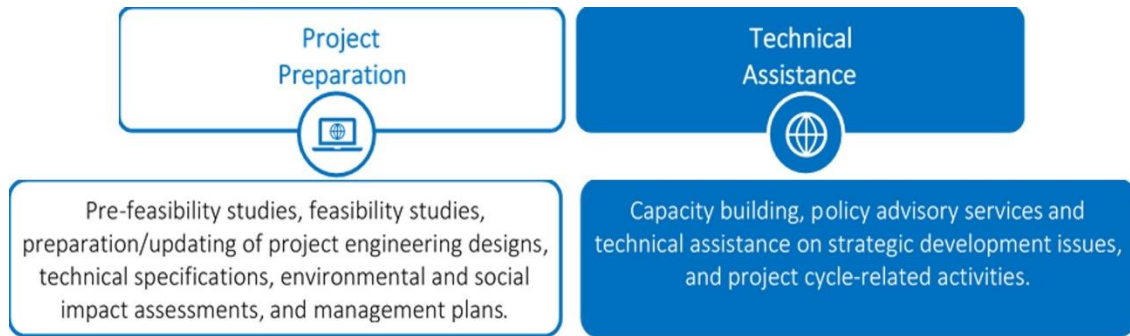 Project
Preparation
Pre-feasibility studies, feasibility studies,
preparation/updating of project engineering designs,
technical specifications, environmental and social
impact assessments, and management plans.
Technical
Assistance
Capacity building, policy advisory services and
technical assistance on strategic development issues,
and project cycle-related activities.